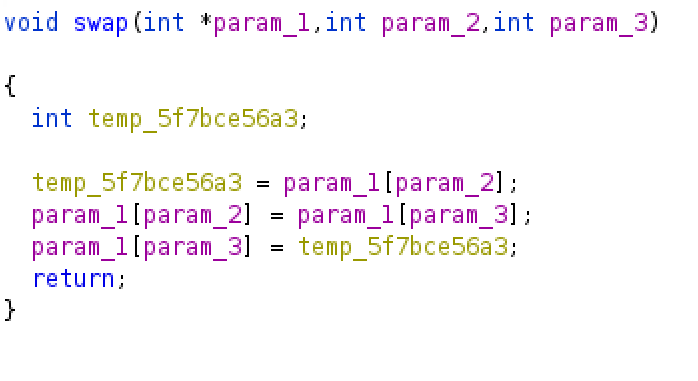 void swap(int *param_1,int param_2,int param_3)
{
int temp_5f7bce56a3;
temp_5f7bce56a3 = param_1[param_2];
param_1[param_2] = param_1[param_3];
param_1[param_3] = temp_5f7bce56a3;
return;
}